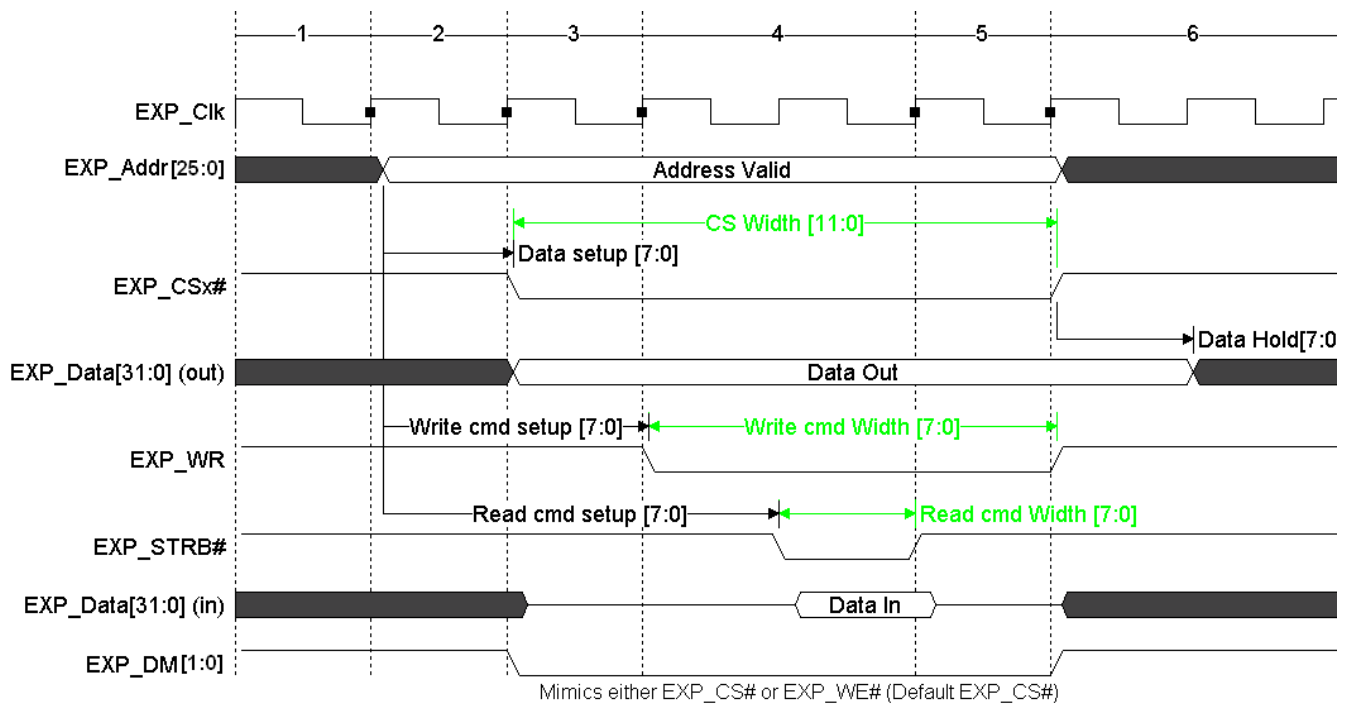 1 2 3 4 5 6
EXP_Clk
EXP_Addr[25:0] Address Valid
CS Width [11:0]
Data setup [7:0]
EXP_CSx#
Data Hold[7:0
EXP_Data[31:0] (out) Data Out
Write cmd setup [7:0] Write cmd Width [7:0]
EXP_WR
Read cmd setup [7:0] Read cmd Width [7:0]
EXP_STRB#
EXP_Data[31:0] (in) Data In
EXP_DM[1:0]
Mimics either EXP_CS# or EXP_WE# (Default EXP_CS#)